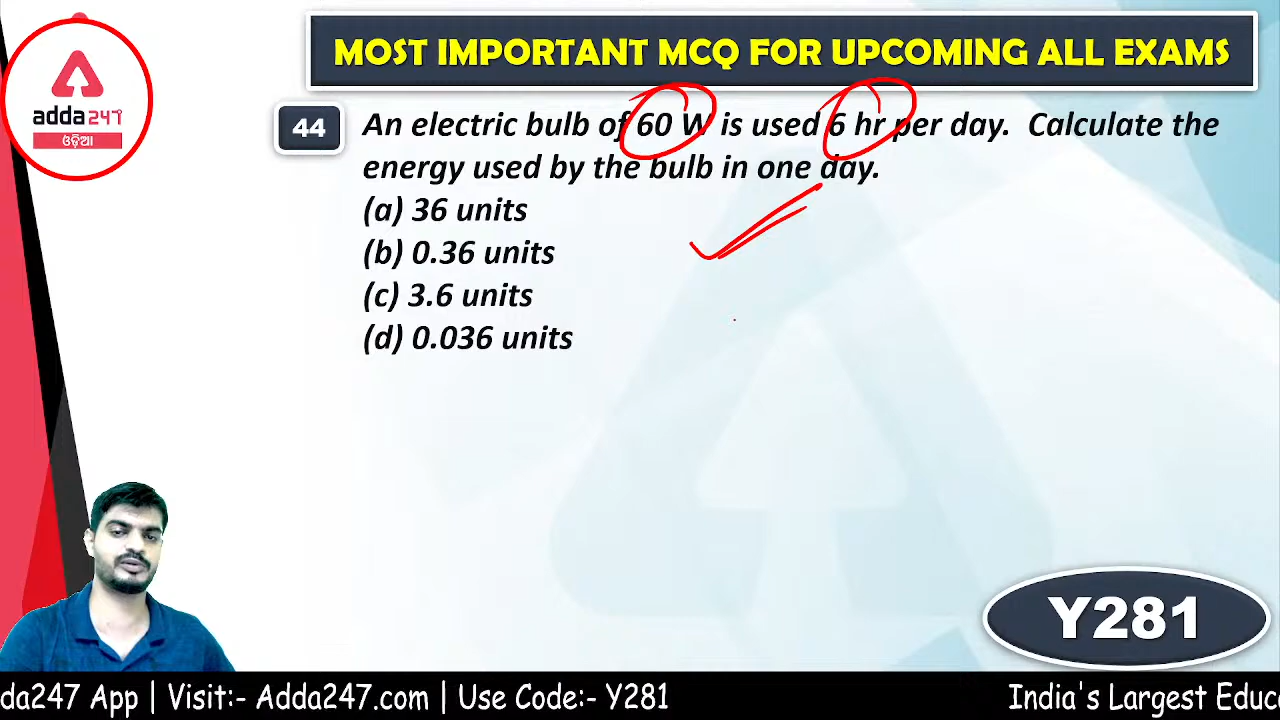 adda247
ଓଡ଼ିଆ
MOST IMPORTANT MCQ FOR UPCOMING ALL EXAMS
44
An electric bulb of 60 W is used 6 hr per day. Calculate the
energy used by the bulb in one day.
(a) 36 units
(b) 0.36 units
(c) 3.6 units
(d) 0.036 units
Y281
da247 App | Visit:- Adda247.com | Use Code:- Y281
India's Largest Educ